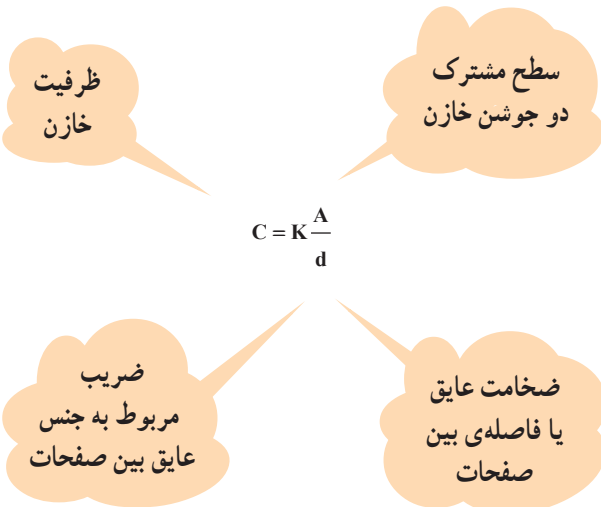 سطح مشترک
دو جوشن خازن
ظرفیت
خازن
C = K A/d
ضریب
مربوط به جنس
عایق بین صفحات
ضخامت عایق
یا فاصله‌ی بین
صفحات